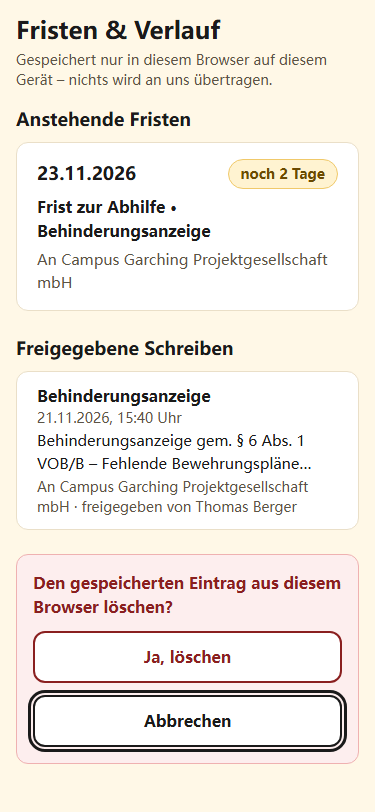 Fristen & Verlauf
Gespeichert nur in diesem Browser auf diesem
Gerät – nichts wird an uns übertragen.
Anstehende Fristen
23.11.2026
noch 2 Tage
Frist zur Abhilfe •
Behinderungsanzeige
An Campus Garching Projektgesellschaft
mbH
Freigegebene Schreiben
Behinderungsanzeige
21.11.2026, 15:40 Uhr
Behinderungsanzeige gem. § 6 Abs. 1
VOB/B – Fehlende Bewehrungspläne...
An Campus Garching Projektgesellschaft
mbH · freigegeben von Thomas Berger
Den gespeicherten Eintrag aus diesem
Browser löschen?
Ja, löschen
Abbrechen